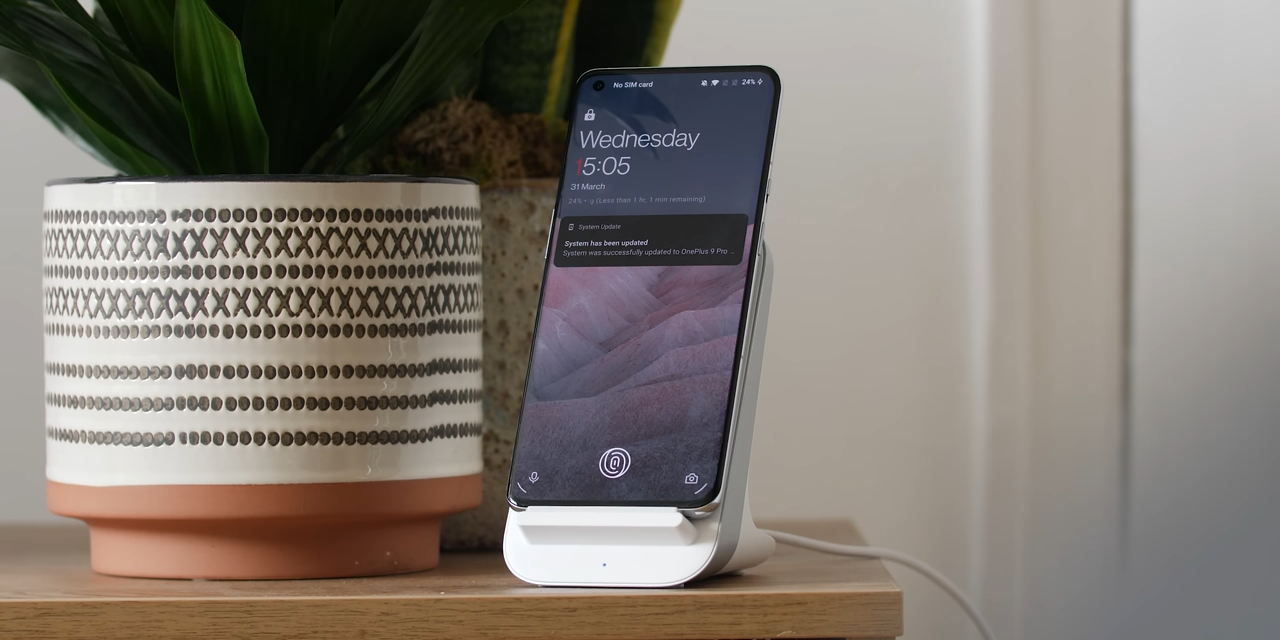 No SIM card 24%
Wednesday
15:05
31 March
24% • (Less than 1 hr, 1 min remaining)
System Update
System has been updated
System was successfully updated to OnePlus 9 Pro ...